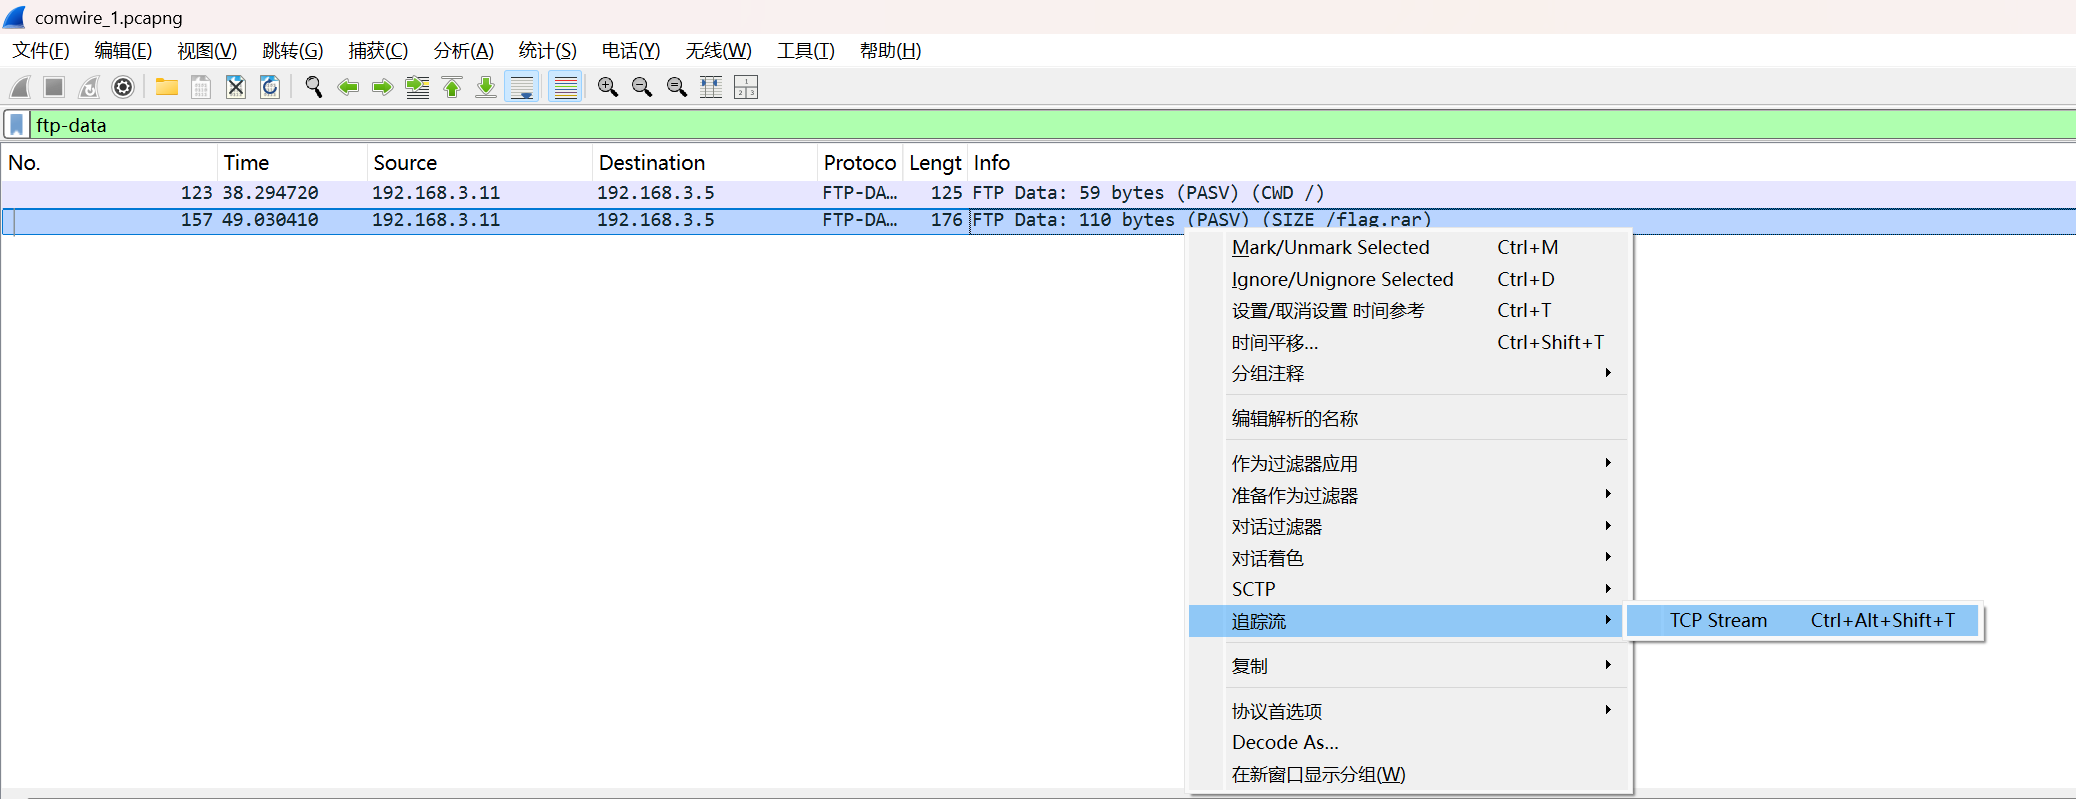 comwire_1.pcapng
文件(F) 编辑(E) 视图(V) 跳转(G) 捕获(C) 分析(A) 统计(S) 电话(Y) 无线(W) 工具(T) 帮助(H)
ftp-data
No. Time Source Destination Protoco Lengt Info
123 38.294720 192.168.3.11 192.168.3.5 FTP-DA… 125 FTP Data: 59 bytes (PASV) (CWD /)
157 49.030410 192.168.3.11 192.168.3.5 FTP-DA… 176 FTP Data: 110 bytes (PASV) (SIZE /flag.rar)
Mark/Unmark Selected Ctrl+M
Ignore/Unignore Selected Ctrl+D
设置/取消设置 时间参考 Ctrl+T
时间平移... Ctrl+Shift+T
分组注释
编辑解析的名称
作为过滤器应用
准备作为过滤器
对话过滤器
对话着色
SCTP
追踪流 TCP Stream Ctrl+Alt+Shift+T
复制
协议首选项
Decode As...
在新窗口显示分组(W)